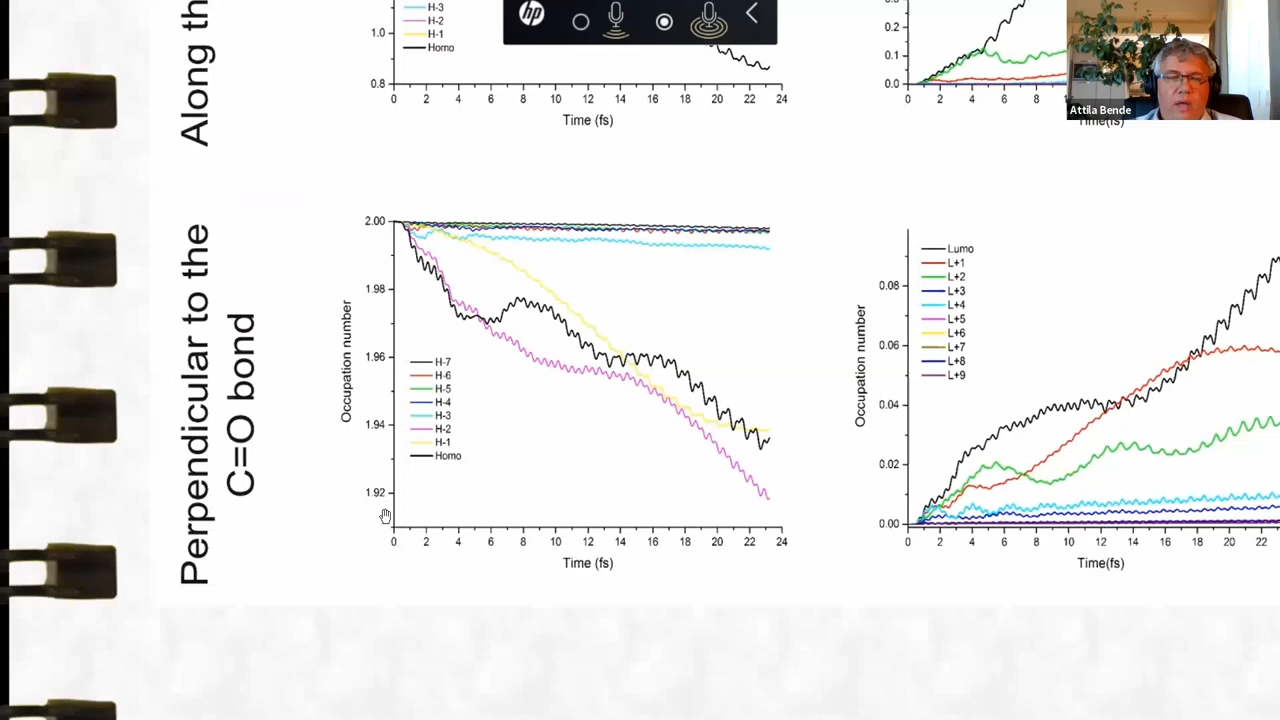 Along th
H-3
H-2
H-1
Homo
1.0
0.8
0 2 4 6 8 10 12 14 16 18 20 22 24
Time (fs)
hp
0.3
0.2
0.1
0.0
0 2 4 6 8
Time(fs)
Attila Bende
Perpendicular to the
C=O bond
Occupation number
2.00
1.98
1.96
1.94
1.92
H-7
H-6
H-5
H-4
H-3
H-2
H-1
Homo
0 2 4 6 8 10 12 14 16 18 20 22 24
Time (fs)
Occupation number
0.08
0.06
0.04
0.02
0.00
Lumo
L+1
L+2
L+3
L+4
L+5
L+6
L+7
L+8
L+9
0 2 4 6 8 10 12 14 16 18 20 22
Time(fs)